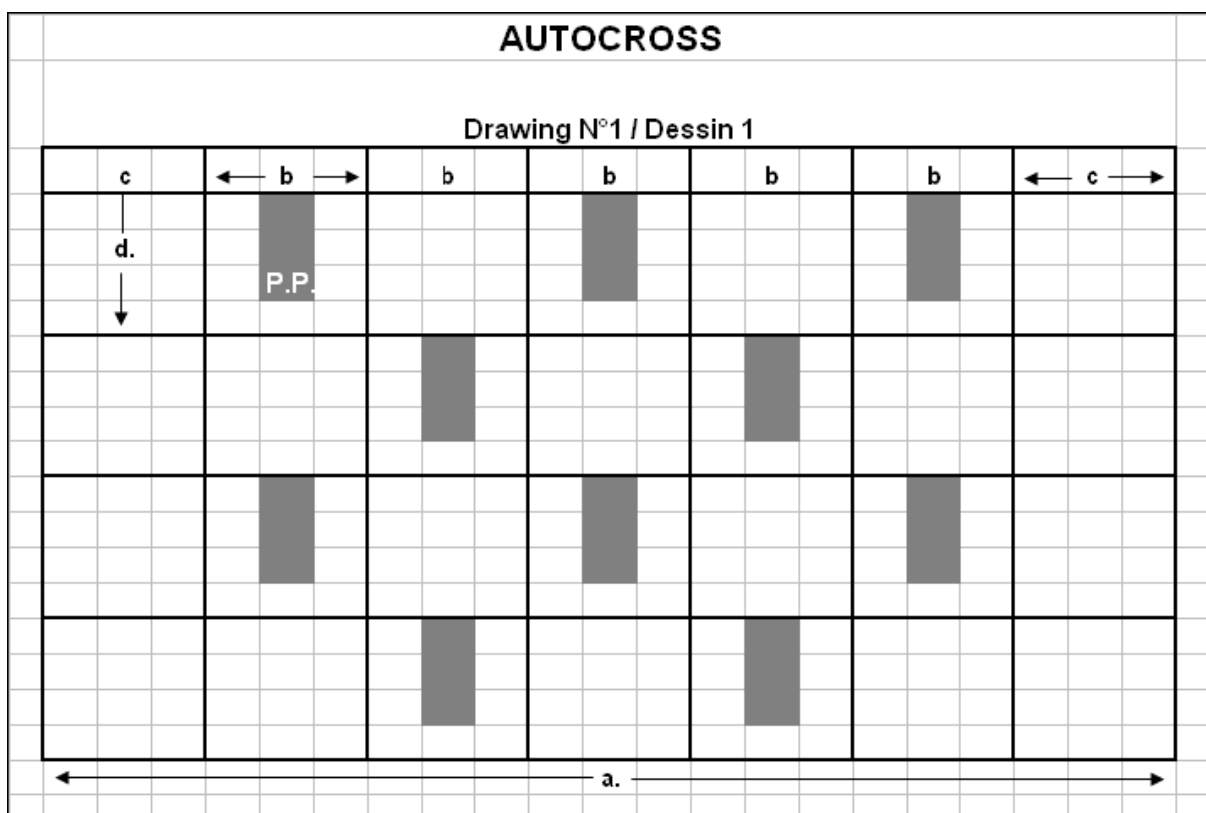 AUTOCROSS
Drawing N°1 / Dessin 1
c b b b b b c
d.
P.P.
a.